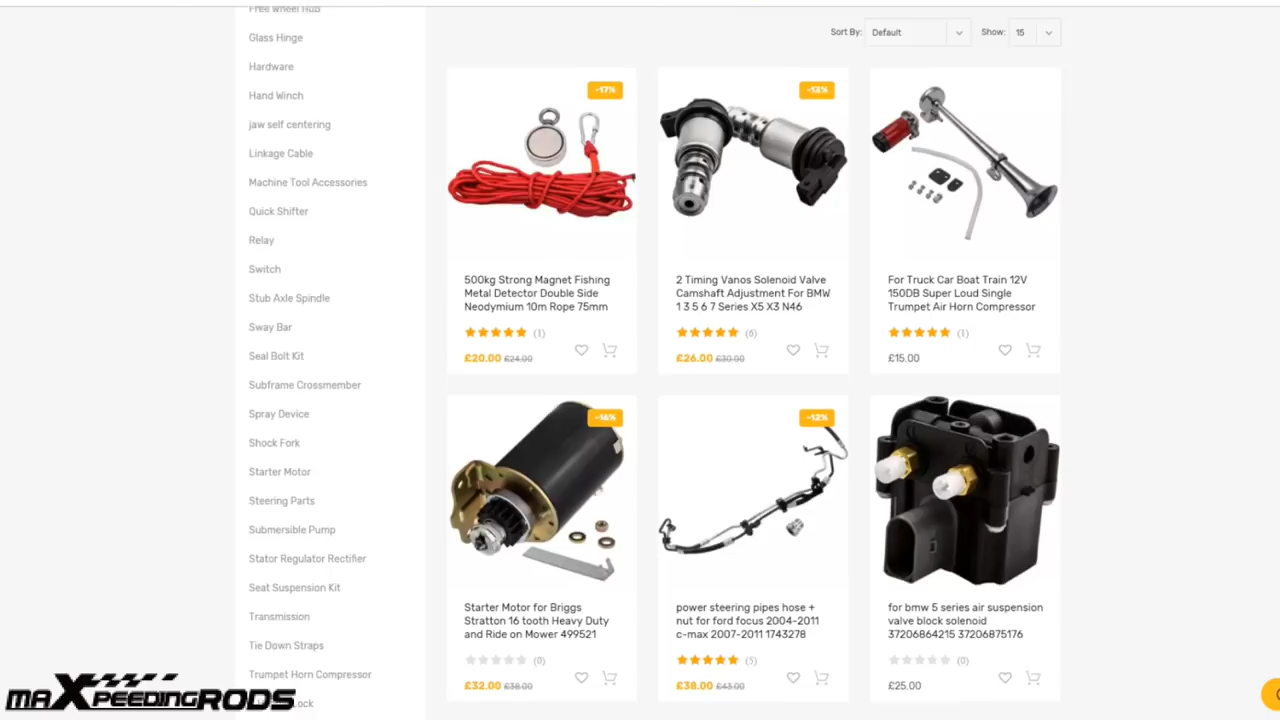 Free Wheel Hub
Glass Hinge
Hardware
Hand Winch
jaw self centering
Linkage Cable
Machine Tool Accessories
Quick Shifter
Relay
Switch
Stub Axle Spindle
Sway Bar
Seal Bolt Kit
Subframe Crossmember
Spray Device
Shock Fork
Starter Motor
Steering Parts
Submersible Pump
Stator Regulator Rectifier
Seat Suspension Kit
Transmission
Tie Down Straps
Trumpet Horn Compressor
Lock
maXpeedingRODS
Sort By: Default Show: 15
-17%
500kg Strong Magnet Fishing
Metal Detector Double Side
Neodymium 10m Rope 75mm
(1)
£20.00 £24.00
-13%
2 Timing Vanos Solenoid Valve
Camshaft Adjustment For BMW
1 3 5 6 7 Series X5 X3 N46
(6)
£26.00 £30.00
For Truck Car Boat Train 12V
150DB Super Loud Single
Trumpet Air Horn Compressor
(1)
£15.00
-16%
Starter Motor for Briggs
Stratton 16 tooth Heavy Duty
and Ride on Mower 499521
(0)
£32.00 £38.00
-12%
power steering pipes hose +
nut for ford focus 2004-2011
c-max 2007-2011 1743278
(5)
£38.00 £43.00
for bmw 5 series air suspension
valve block solenoid
37206864215 37206875176
(0)
£25.00